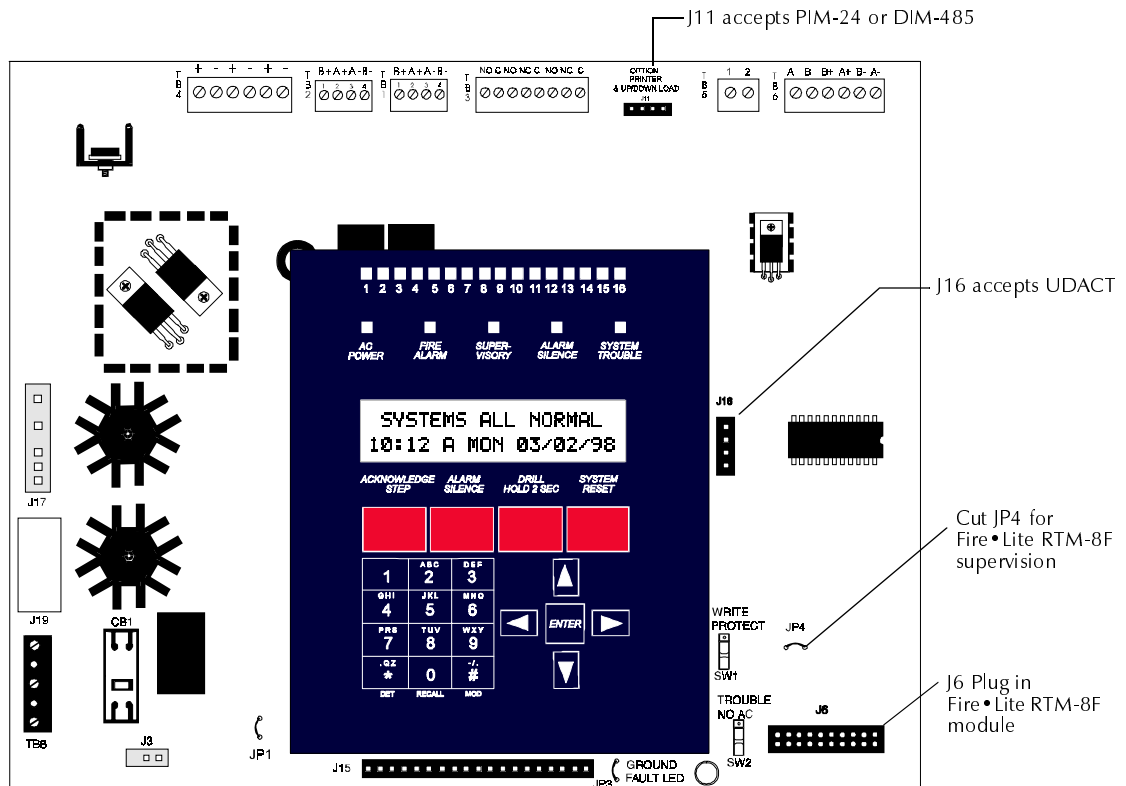 J11 accepts PIM-24 or DIM-485
T B 4 + - + - + -
T B 2 B+ A+ A- B-
1 2 3 4
T B 1 B+ A+ A- B-
1 2 3 4
T B 3 NO C NO NC C NO NC C
OPTION
PRINTER
& UP/DOWN LOAD
J11
T B 5 1 2
T B 6 A B B+ A+ B- A-
1 2 3 4 5 6 7 8 9 10 11 12 13 14 15 16
J16 accepts UDACT
AC
POWER
FIRE
ALARM
SUPER-
VISORY
ALARM
SILENCE
SYSTEM
TROUBLE
SYSTEMS ALL NORMAL
10:12 A MON 03/02/98
J16
ACKNOWLEDGE
STEP
ALARM
SILENCE
DRILL
HOLD 2 SEC
SYSTEM
RESET
J17
Cut JP4 for
Fire•Lite RTM-8F
supervision
1
ABC
2
DEF
3
GHI
4
JKL
5
MNO
6
PRS
7
TUV
8
WXY
9
.QZ
*
0
-/.
#
DET
RECALL
MOD
ENTER
J19
CB1
WRITE
PROTECT
SW1
JP4
J6 Plug in
Fire•Lite RTM-8F
module
TROUBLE
NO AC
SW2
J6
TB8
JP1
J3
J15
JP3
GROUND
FAULT LED